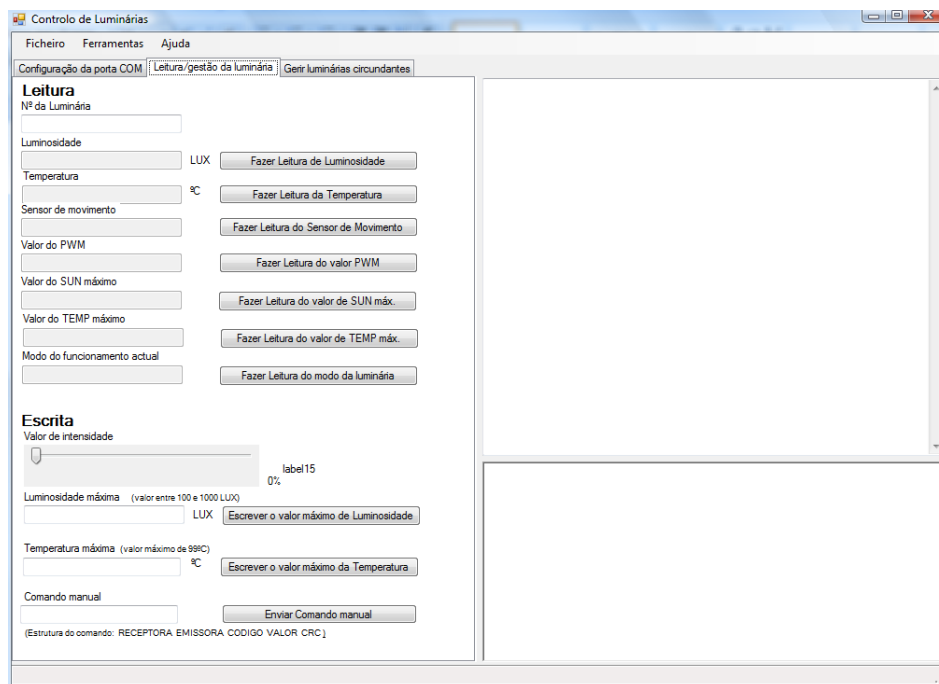 Controlo de Luminárias
Ficheiro Ferramentas Ajuda
Configuração da porta COM Leitura/gestão da luminária Gerir luminárias circundantes
Leitura
Nº da Luminária
Luminosidade
LUX Fazer Leitura de Luminosidade
Temperatura
ºC Fazer Leitura da Temperatura
Sensor de movimento
Fazer Leitura do Sensor de Movimento
Valor do PWM
Fazer Leitura do valor PWM
Valor do SUN máximo
Fazer Leitura do valor de SUN máx.
Valor do TEMP máximo
Fazer Leitura do valor de TEMP máx.
Modo do funcionamento actual
Fazer Leitura do modo da luminária
Escrita
Valor de intensidade
label15
0%
Luminosidade máxima (valor entre 100 e 1000 LUX)
LUX Escrever o valor máximo de Luminosidade
Temperatura máxima (valor máximo de 99ºC)
ºC Escrever o valor máximo da Temperatura
Comando manual
Enviar Comando manual
(Estrutura do comando: RECEPTORA EMISSORA CODIGO VALOR CRC )